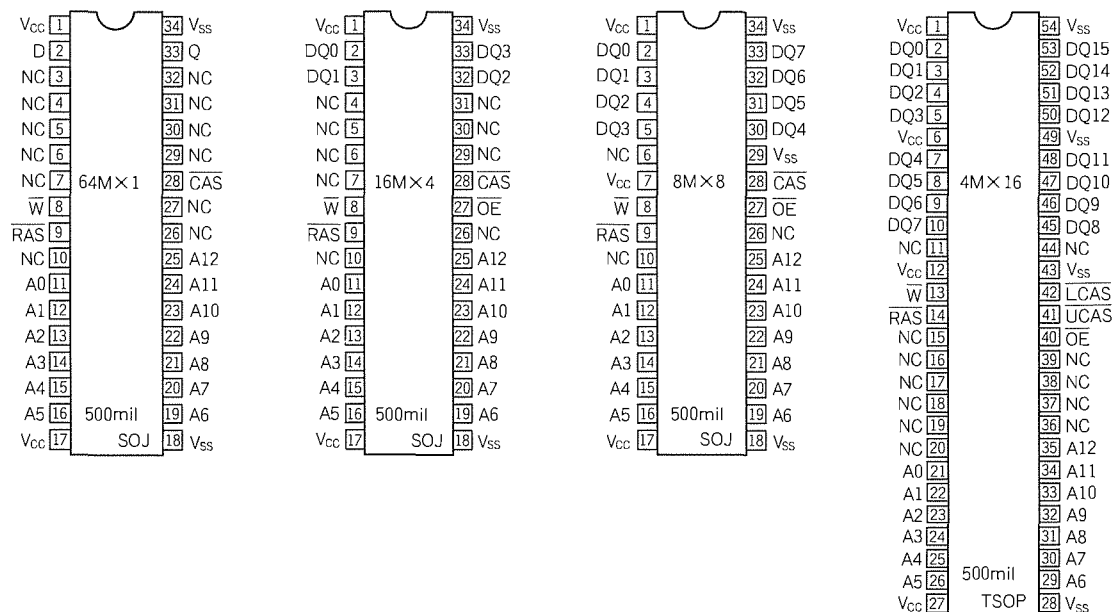 VCC 1 34 VSS
D 2 33 Q
NC 3 32 NC
NC 4 31 NC
NC 5 30 NC
NC 6 29 NC
NC 7 64M×1 28 CAS
W 8 27 NC
RAS 9 26 NC
NC 10 25 A12
A0 11 24 A11
A1 12 23 A10
A2 13 22 A9
A3 14 21 A8
A4 15 20 A7
A5 16 500mil 19 A6
VCC 17 SOJ 18 VSS
VCC 1 34 VSS
DQ0 2 33 DQ3
DQ1 3 32 DQ2
NC 4 31 NC
NC 5 30 NC
NC 6 29 NC
NC 7 16M×4 28 CAS
W 8 27 OE
RAS 9 26 NC
NC 10 25 A12
A0 11 24 A11
A1 12 23 A10
A2 13 22 A9
A3 14 21 A8
A4 15 20 A7
A5 16 500mil 19 A6
VCC 17 SOJ 18 VSS
VCC 1 34 VSS
DQ0 2 33 DQ7
DQ1 3 32 DQ6
DQ2 4 31 DQ5
DQ3 5 30 DQ4
NC 6 29 VSS
VCC 7 8M×8 28 CAS
W 8 27 OE
RAS 9 26 NC
NC 10 25 A12
A0 11 24 A11
A1 12 23 A10
A2 13 22 A9
A3 14 21 A8
A4 15 20 A7
A5 16 500mil 19 A6
VCC 17 SOJ 18 VSS
VCC 1 54 VSS
DQ0 2 53 DQ15
DQ1 3 52 DQ14
DQ2 4 51 DQ13
DQ3 5 50 DQ12
VCC 6 49 VSS
DQ4 7 48 DQ11
DQ5 8 4M×16 47 DQ10
DQ6 9 46 DQ9
DQ7 10 45 DQ8
NC 11 44 NC
VCC 12 43 VSS
W 13 42 LCAS
RAS 14 41 UCAS
NC 15 40 OE
NC 16 39 NC
NC 17 38 NC
NC 18 37 NC
NC 19 36 NC
NC 20 35 A12
A0 21 34 A11
A1 22 33 A10
A2 23 32 A9
A3 24 31 A8
A4 25 30 A7
A5 26 500mil 29 A6
VCC 27 TSOP 28 VSS